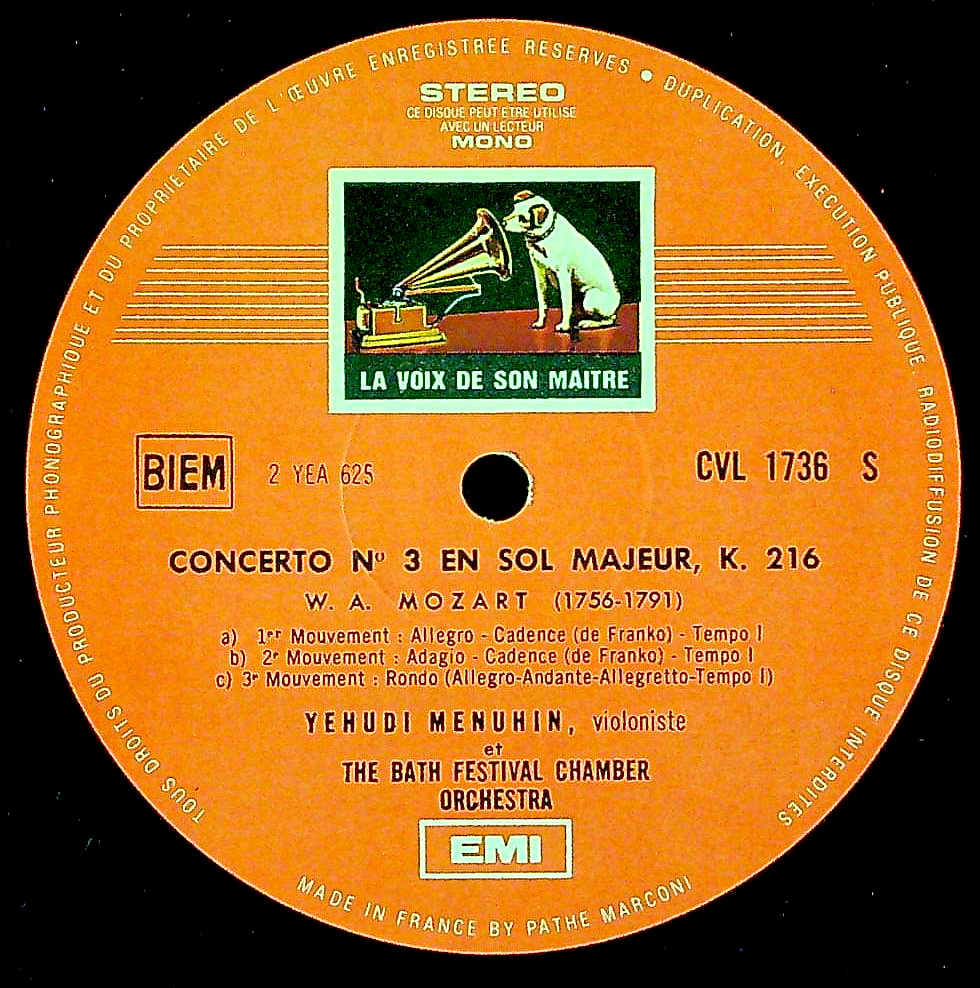 TOUS DROITS DU PRODUCTEUR PHONOGRAPHIQUE ET DU PROPRIETAIRE DE L'ŒUVRE ENREGISTREE RESERVES • DUPLICATION, EXECUTION PUBLIQUE, RADIODIFFUSION DE CE DISQUE INTERDITES
STEREO
CE DISQUE PEUT ETRE UTILISE
AVEC UN LECTEUR
MONO
LA VOIX DE SON MAITRE
BIEM 2 YEA 625 CVL 1736 S
CONCERTO Nº 3 EN SOL MAJEUR, K. 216
W. A. MOZART (1756-1791)
a) 1er Mouvement : Allegro - Cadence (de Franko) - Tempo I
b) 2e Mouvement : Adagio - Cadence (de Franko) - Tempo I
c) 3e Mouvement : Rondo (Allegro-Andante-Allegretto-Tempo I)
YEHUDI MENUHIN, violoniste
et
THE BATH FESTIVAL CHAMBER
ORCHESTRA
EMI
MADE IN FRANCE BY PATHE MARCONI